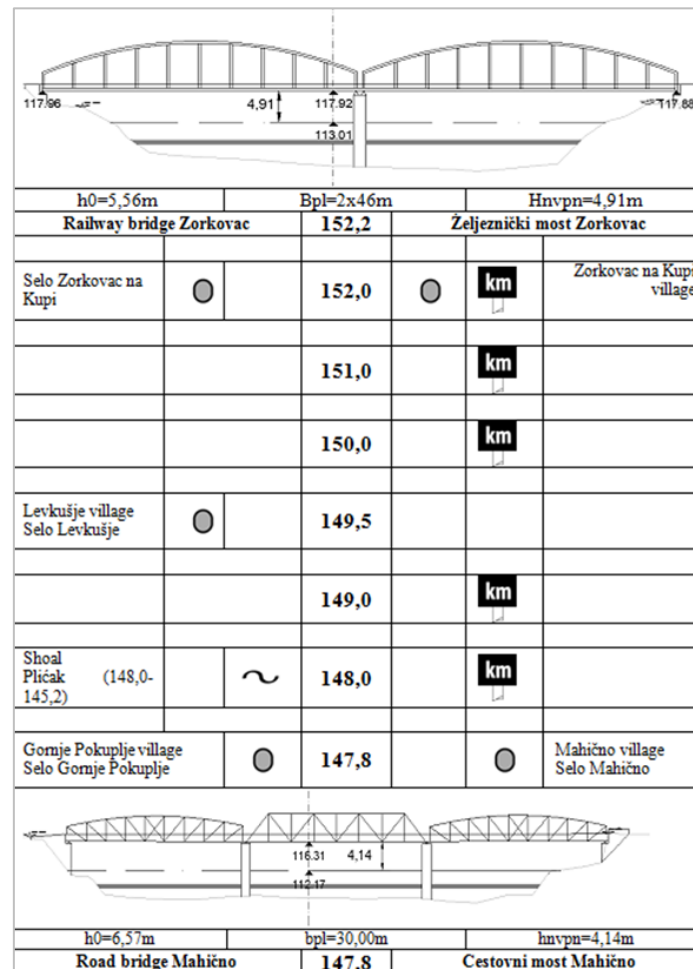 117.96
4,91
117.92
117.88
113.01
h0=5,56m Bpl=2x46m Hnvpn=4,91m
Railway bridge Zorkovac 152,2 Željeznički most Zorkovac
Selo Zorkovac na
Kupi
152,0
km
Zorkovac na Kupi
village
151,0 km
150,0 km
Levkušje village
Selo Levkušje
149,5
149,0 km
Shoal
Plićak (148,0-
145,2)
148,0 km
Gornje Pokuplje village
Selo Gornje Pokuplje
147,8
Mahično village
Selo Mahično
116.31 4,14
112.17
h0=6,57m bpl=30,00m hnvpn=4,14m
Road bridge Mahično 147,8 Cestovni most Mahično